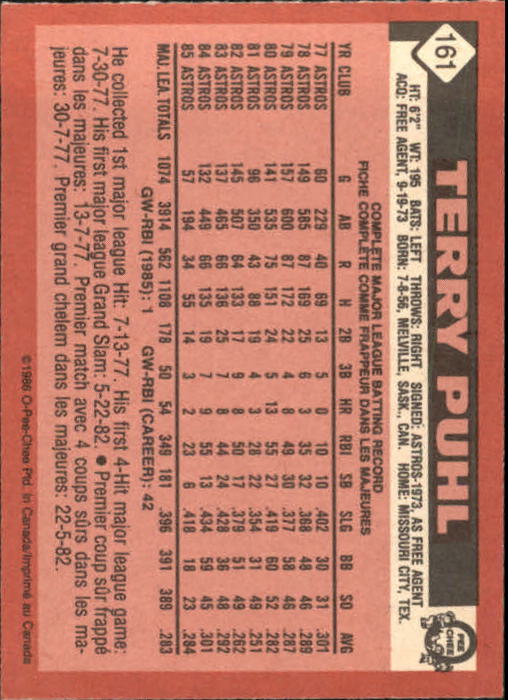 161
TERRY PUHL
O-PEE-CHEE
HT: 6'2" WT: 195 BATS: LEFT THROWS: RIGHT SIGNED: ASTROS-1973, AS FREE AGENT
ACQ: FREE AGENT, 9-19-73 BORN: 7-8-56, MELVILLE, SASK., CAN. HOME: MISSOURI CITY, TEX.
COMPLETE MAJOR LEAGUE BATTING RECORD
FICHE COMPLETE COMME FRAPPEUR DANS LES MAJEURES
YR CLUB G AB R H 2B 3B HR RBI SB SLG BB SO AVG
77 ASTROS 60 229 40 69 13 5 0 10 10 .402 30 31 .301
78 ASTROS 149 585 87 169 25 6 3 35 32 .368 48 46 .289
79 ASTROS 157 600 87 172 22 4 8 49 30 .377 58 46 .287
80 ASTROS 141 535 75 151 24 5 13 55 27 .419 60 52 .282
81 ASTROS 96 350 43 88 19 4 3 28 22 .354 31 49 .251
82 ASTROS 145 507 64 133 17 9 8 50 17 .379 51 49 .262
83 ASTROS 137 465 66 136 25 7 8 44 24 .428 36 48 .292
84 ASTROS 132 449 66 135 19 7 9 55 13 .434 59 45 .301
85 ASTROS 57 194 34 55 14 3 2 23 6 .418 18 23 .284
MAJ.LEA. TOTALS 1074 3914 562 1108 178 50 54 349 181 .396 391 389 .283
GW-RBI (1985): 1 GW-RBI (CAREER): 42
He collected 1st major league Hit: 7-13-77. His first 4-Hit major league game:
7-30-77. His first major league Grand Slam: 5-22-82. ● Premier coup sûr frappé
dans les majeures: 13-7-77. Premier match avec 4 coups sûrs dans les ma-
jeures: 30-7-77. Premier grand chelem dans les majeures: 22-5-82.
©1986 O-Pee-Chee Ptd. in Canada/Imprimé au Canada